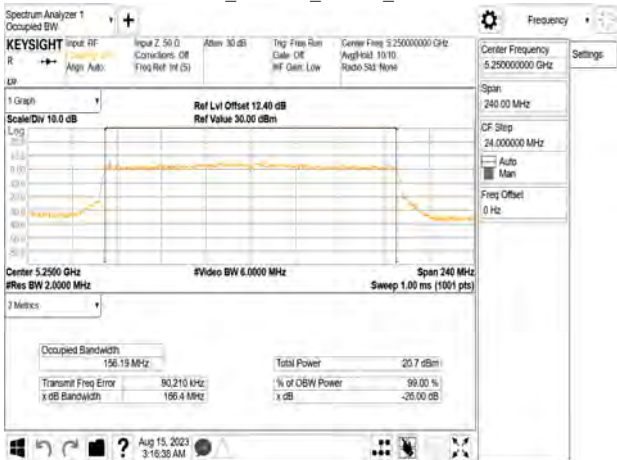 Spectrum Analyzer 1
Occupied BW
Frequency
KEYSIGHT Input: RF
R
Align: Auto
Input Z: 50 Ω
Corrections: Off
Freq Ref: Int (S)
Atten: 30 dB
Trig: Free Run
Gate: Off
#IF Gain: Low
Center Freq: 5.250000000 GHz
Avg|Hold: 10/10
Radio Std: None
Center Frequency
5.250000000 GHz
Settings
Span
240.00 MHz
CF Step
24.000000 MHz
Auto
Man
Freq Offset
0 Hz
1 Graph
Ref Lvl Offset 12.40 dB
Scale/Div 10.0 dB
Ref Value 30.00 dBm
Log
0.00
Center 5.2500 GHz
#Video BW 6.0000 MHz
Span 240 MHz
#Res BW 2.0000 MHz
Sweep 1.00 ms (1001 pts)
2 Metrics
Occupied Bandwidth
156.19 MHz
Total Power
20.7 dBm
Transmit Freq Error
90.210 kHz
% of OBW Power
99.00 %
x dB Bandwidth
166.4 MHz
x dB
-26.00 dB
Aug 15, 2023
3:16:38 AM